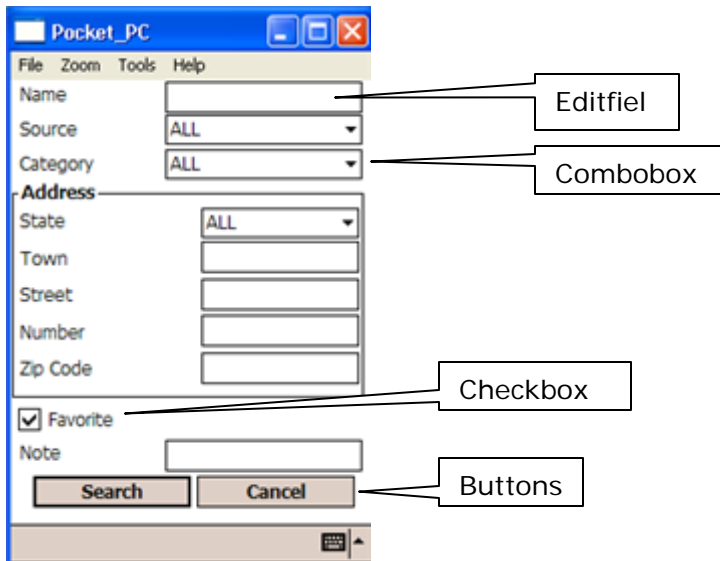 Pocket_PC
File Zoom Tools Help
Name
Editfiel
Source ALL
Category ALL
Combobox
Address
State ALL
Town
Street
Number
Zip Code
Checkbox
Favorite
Note
Search Cancel
Buttons